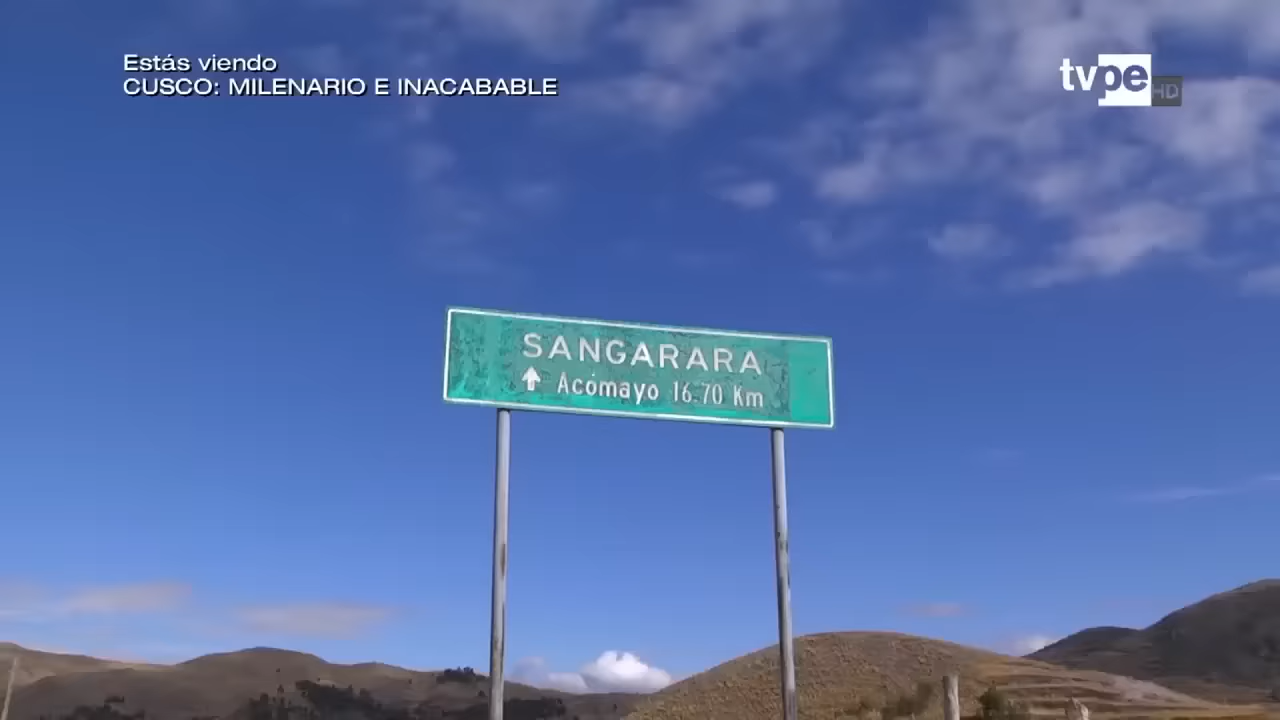 Estás viendo
CUSCO: MILENARIO E INACABABLE
tvpe HD
SANGARARA
Acomayo 16.70 Km